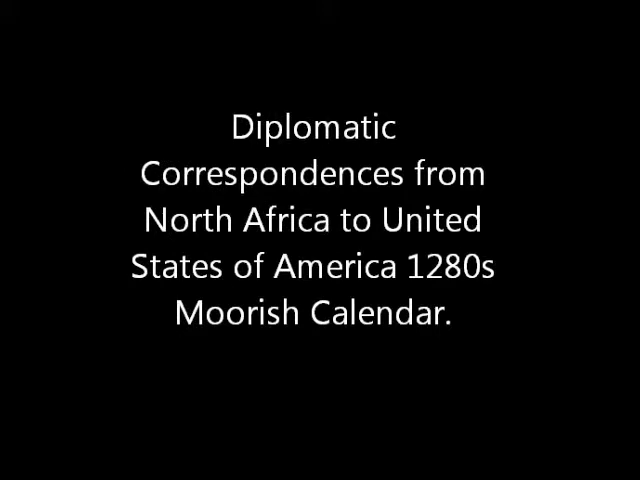 Diplomatic
Correspondences from
North Africa to United
States of America 1280s
Moorish Calendar.